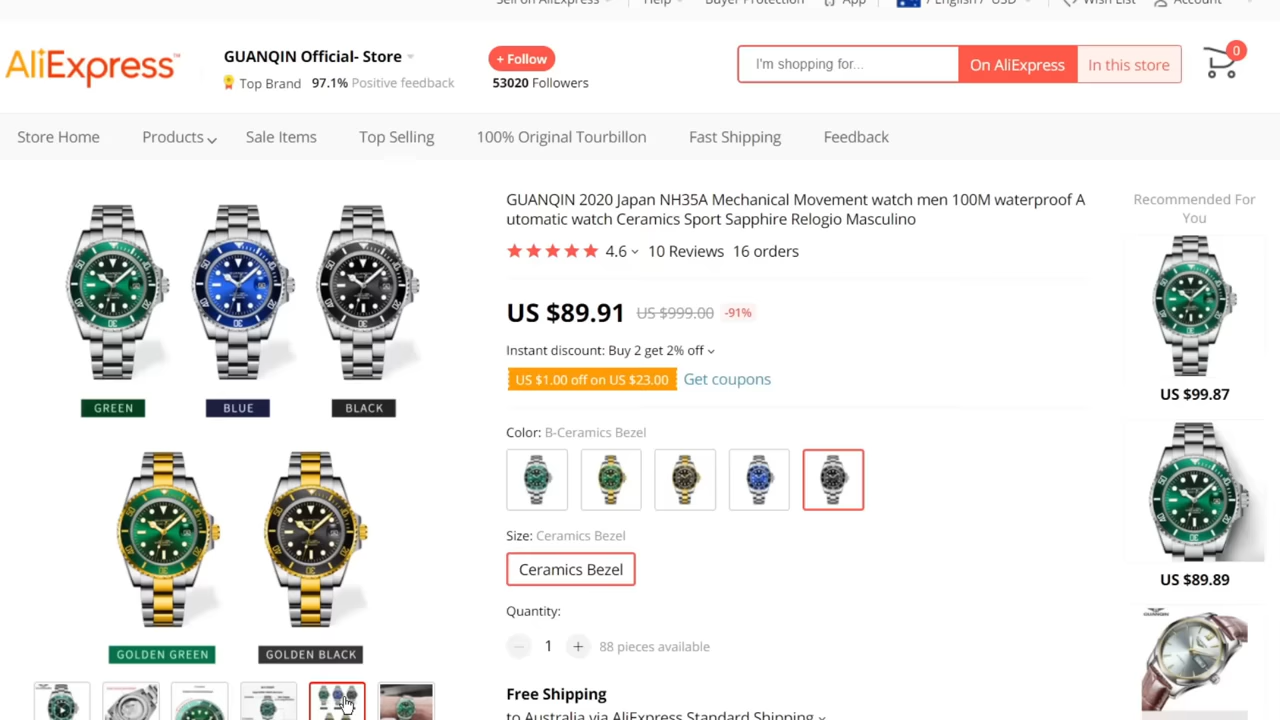 Sell on AliExpress
Help
Buyer Protection
App
/ English / USD
Wish List
Account
AliExpress™
GUANQIN Official- Store
Top Brand 97.1% Positive feedback
+ Follow
53020 Followers
I'm shopping for...
On AliExpress
In this store
0
Store Home
Products
Sale Items
Top Selling
100% Original Tourbillon
Fast Shipping
Feedback
GREEN
BLUE
BLACK
GOLDEN GREEN
GOLDEN BLACK
GUANQIN 2020 Japan NH35A Mechanical Movement watch men 100M waterproof A
utomatic watch Ceramics Sport Sapphire Relogio Masculino
4.6 10 Reviews 16 orders
US $89.91 US $999.00 -91%
Instant discount: Buy 2 get 2% off
US $1.00 off on US $23.00 Get coupons
Color: B-Ceramics Bezel
Size: Ceramics Bezel
Ceramics Bezel
Quantity:
1 + 88 pieces available
Free Shipping
to Australia via AliExpress Standard Shipping
Recommended For
You
US $99.87
US $89.89
GUANQIN